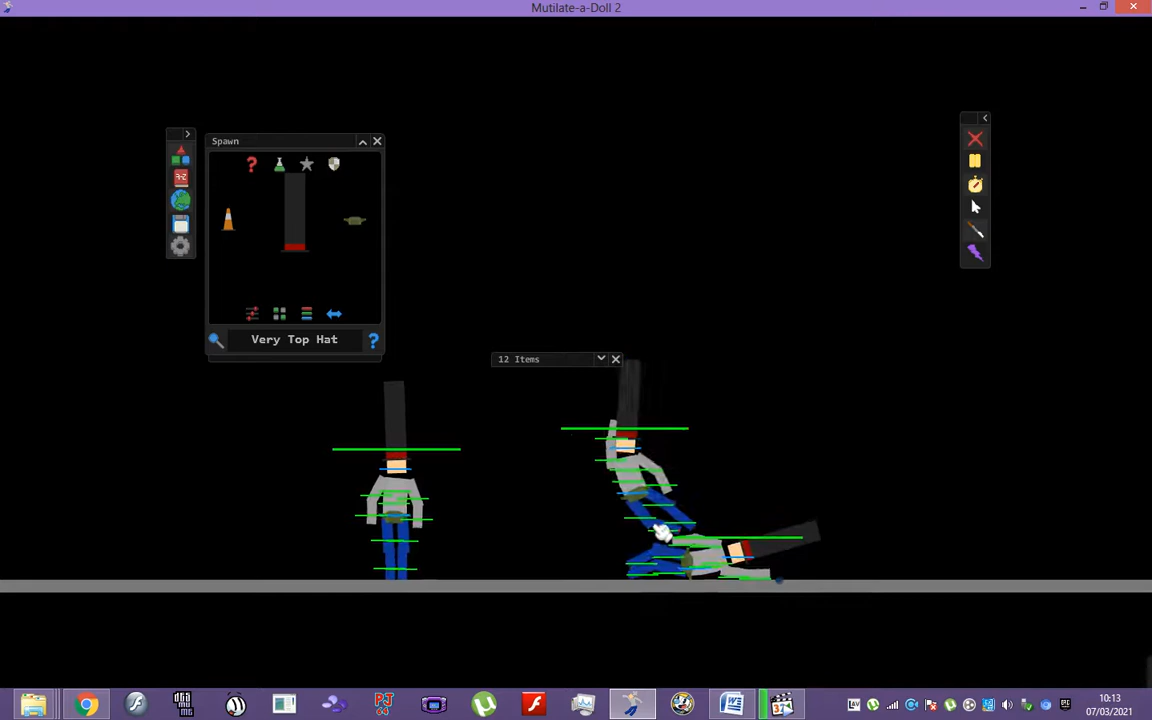 Mutilate-a-Doll 2
Spawn
Very Top Hat
12 Items
10:13
07/03/2021